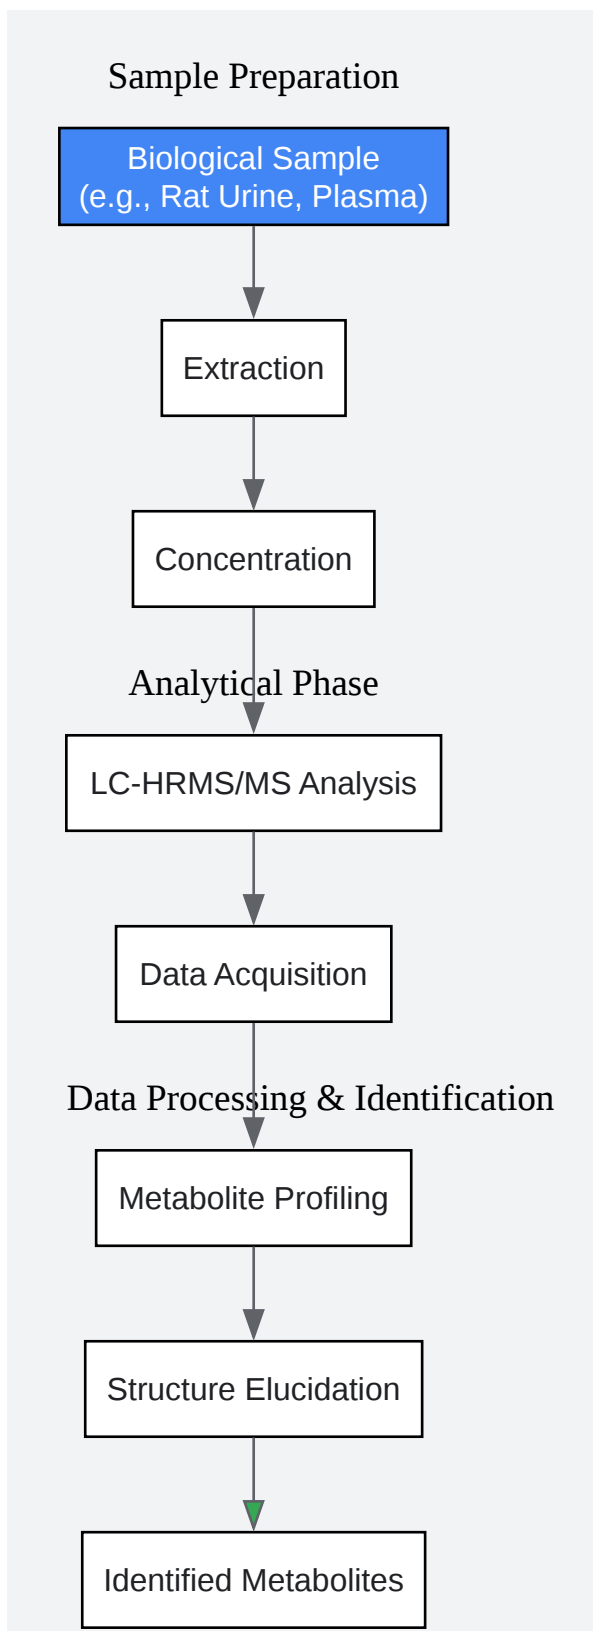 Sample Preparation
Biological Sample
(e.g., Rat Urine, Plasma)
Extraction
Concentration
Analytical Phase
LC-HRMS/MS Analysis
Data Acquisition
Data Processing & Identification
Metabolite Profiling
Structure Elucidation
Identified Metabolites